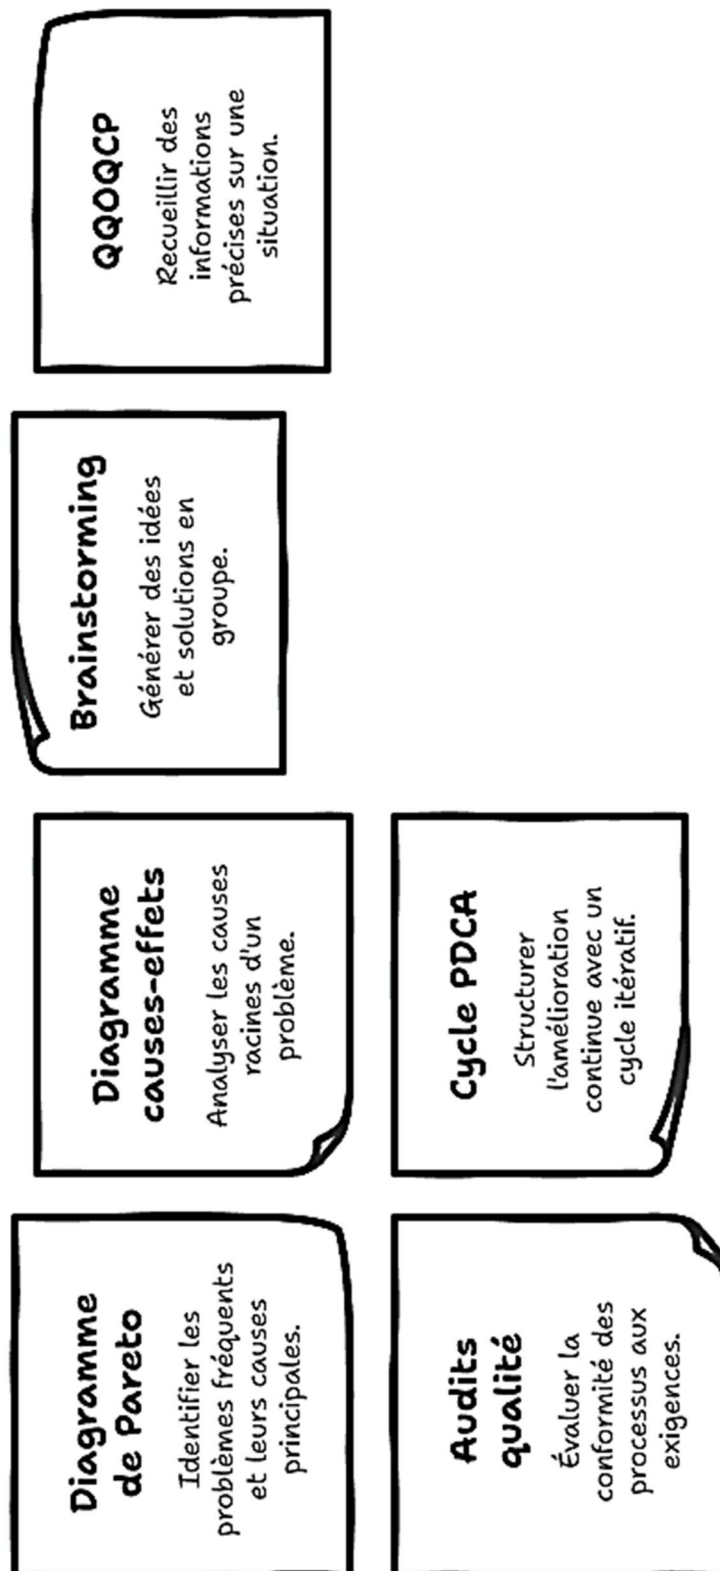 Diagramme
de Pareto
Identifier les
problèmes fréquents
et leurs causes
principales.
Diagramme
causes-effets
Analyser les causes
racines d'un
problème.
Brainstorming
Générer des idées
et solutions en
groupe.
QQOQCP
Recueillir des
informations
précises sur une
situation.
Audits
qualité
Évaluer la
conformité des
processus aux
exigences.
Cycle PDCA
Structurer
l'amélioration
continue avec un
cycle itératif.